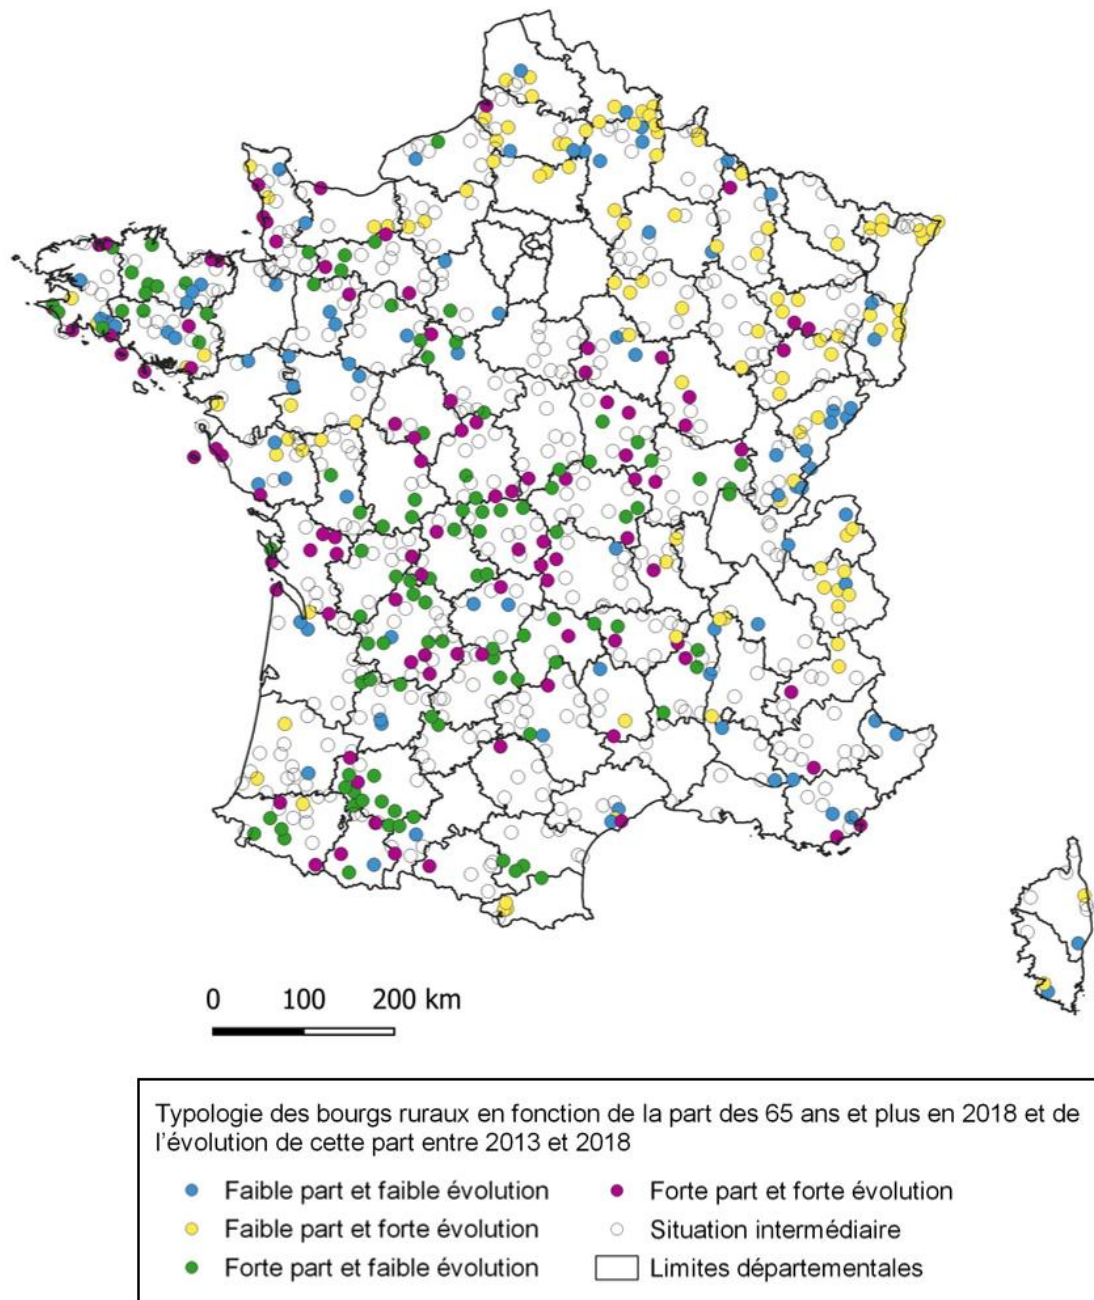 0 100 200 km
Typologie des bourgs ruraux en fonction de la part des 65 ans et plus en 2018 et de
l'évolution de cette part entre 2013 et 2018
Faible part et faible évolution
Faible part et forte évolution
Forte part et faible évolution
Forte part et forte évolution
Situation intermédiaire
Limites départementales